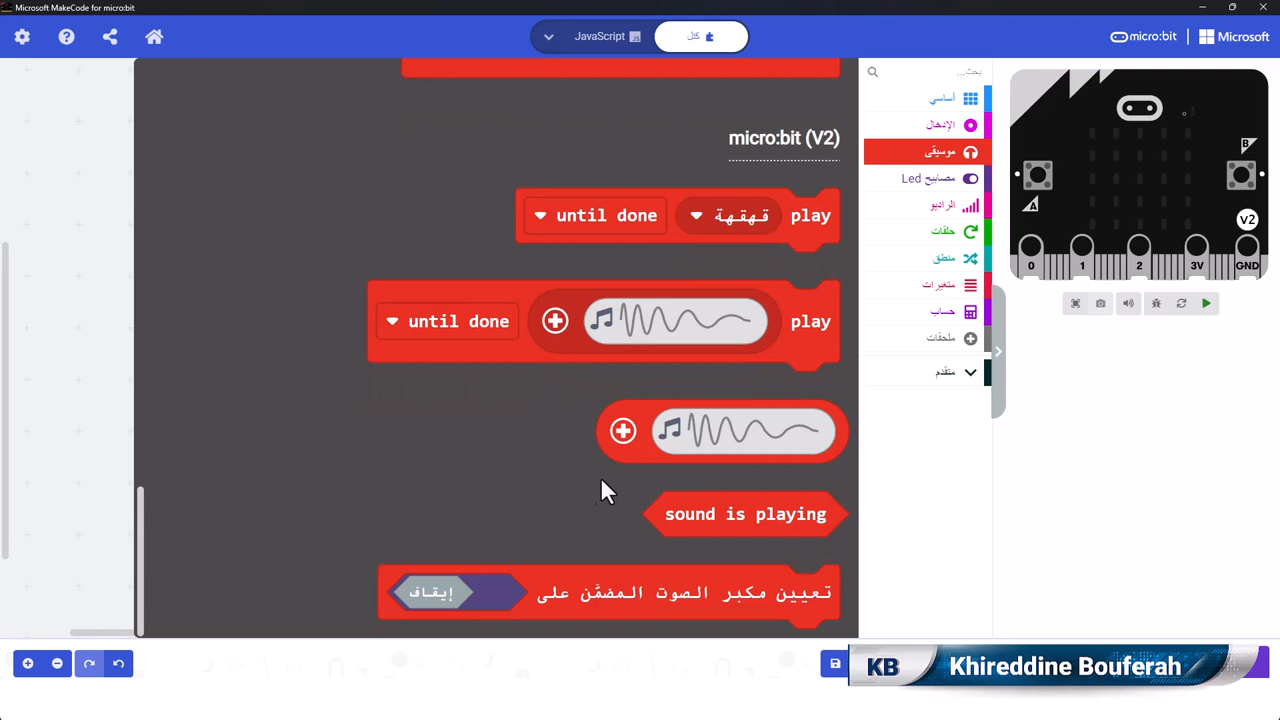 Microsoft MakeCode for micro:bit
JavaScript JS
كتل
micro:bit
Microsoft
micro:bit (V2)
play قهقهة until done
play until done
sound is playing
تعيين مكبر الصوت المضمَّن على إيقاف
بحث...
أساسي
الإدخال
موسيقى
مصابيح Led
الراديو
حلقات
منطق
متغيرات
حساب
ملحقات
متقدم
B
A
V2
0 1 2 3V GND
KB Khireddine Bouferah